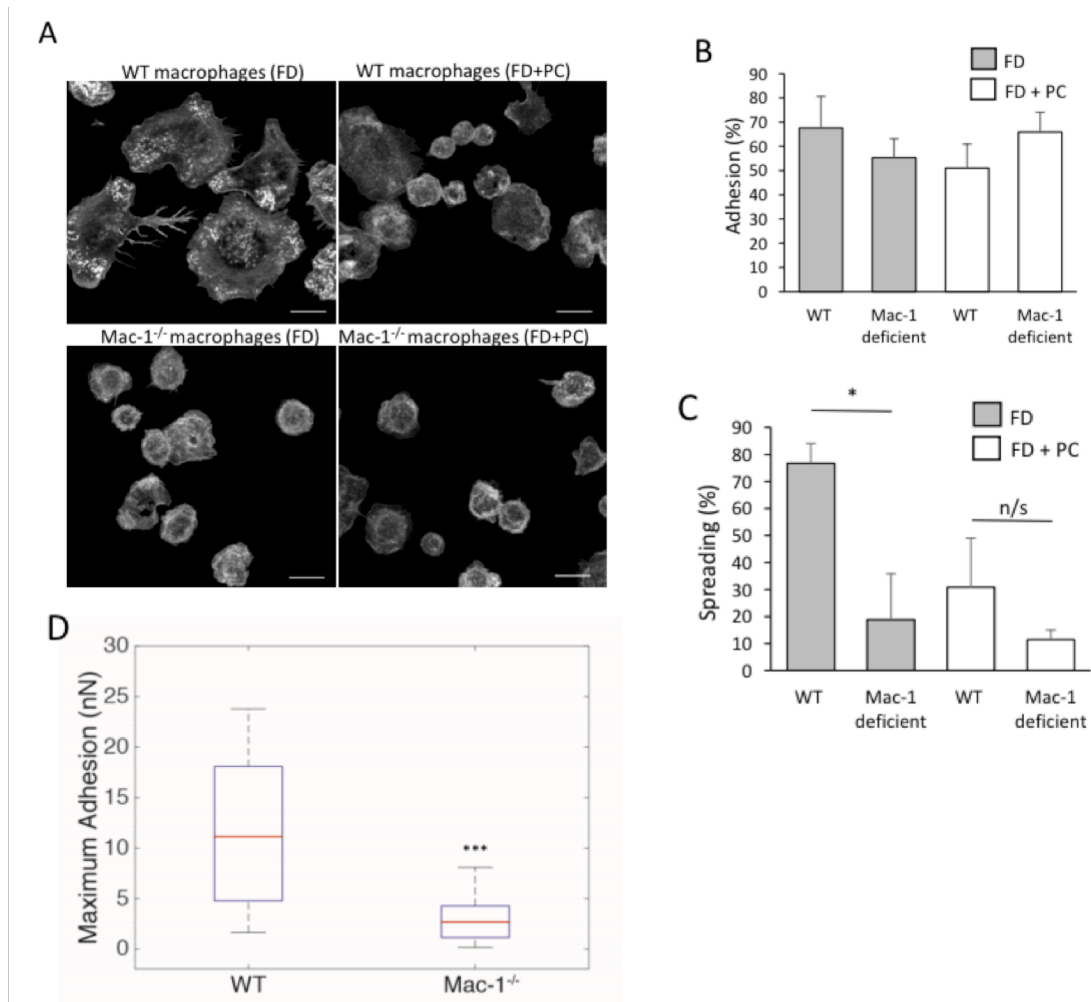 A
WT macrophages (FD) WT macrophages (FD+PC)
Mac-1-/- macrophages (FD) Mac-1-/- macrophages (FD+PC)
B
FD
FD + PC
Adhesion (%)
90
80
70
60
50
40
30
20
10
0
WT Mac-1 deficient WT Mac-1 deficient
C
FD
FD + PC
Spreading (%)
90
80
70
60
50
40
30
20
10
0
*
n/s
WT Mac-1 deficient WT Mac-1 deficient
D
Maximum Adhesion (nN)
30
25
20
15
10
5
0
***
WT Mac-1-/-